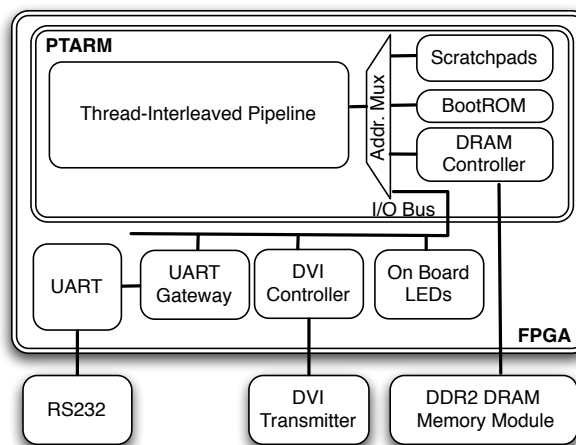 PTARM
Thread-Interleaved Pipeline
Addr. Mux
Scratchpads
BootROM
DRAM
Controller
I/O Bus
UART
UART
Gateway
DVI
Controller
On Board
LEDs
FPGA
RS232
DVI
Transmitter
DDR2 DRAM
Memory Module